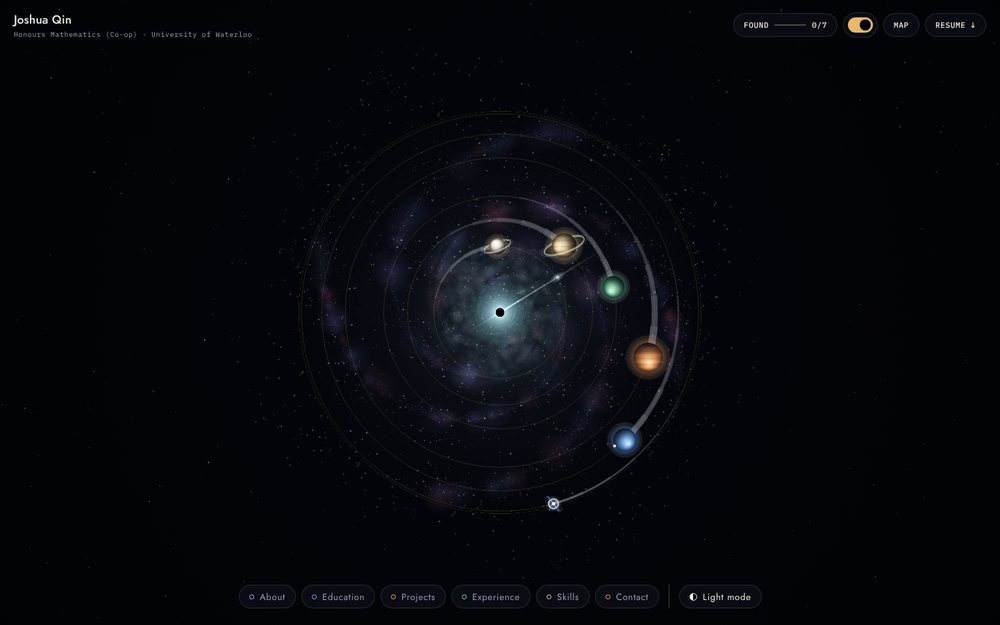 Joshua Qin
Honours Mathematics (Co-op) · University of Waterloo
FOUND 0/7
MAP
RESUME ↓
About
Education
Projects
Experience
Skills
Contact
Light mode